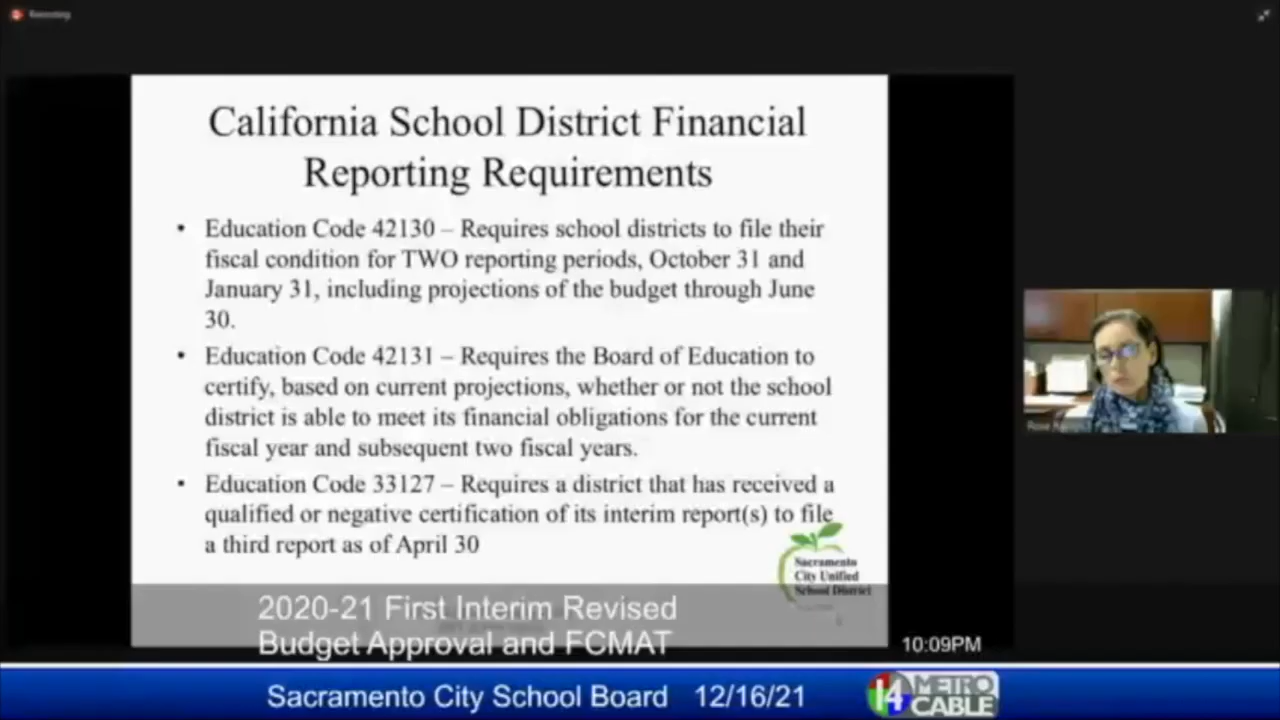 California School District Financial
Reporting Requirements
• Education Code 42130 – Requires school districts to file their
fiscal condition for TWO reporting periods, October 31 and
January 31, including projections of the budget through June
30.
• Education Code 42131 – Requires the Board of Education to
certify, based on current projections, whether or not the school
district is able to meet its financial obligations for the current
fiscal year and subsequent two fiscal years.
• Education Code 33127 – Requires a district that has received a
qualified or negative certification of its interim report(s) to file
a third report as of April 30
Sacramento
City Unified
School District
Rose
2020-21 First Interim Revised
Budget Approval and FCMAT
10:09PM
Sacramento City School Board 12/16/21
14 METRO
CABLE